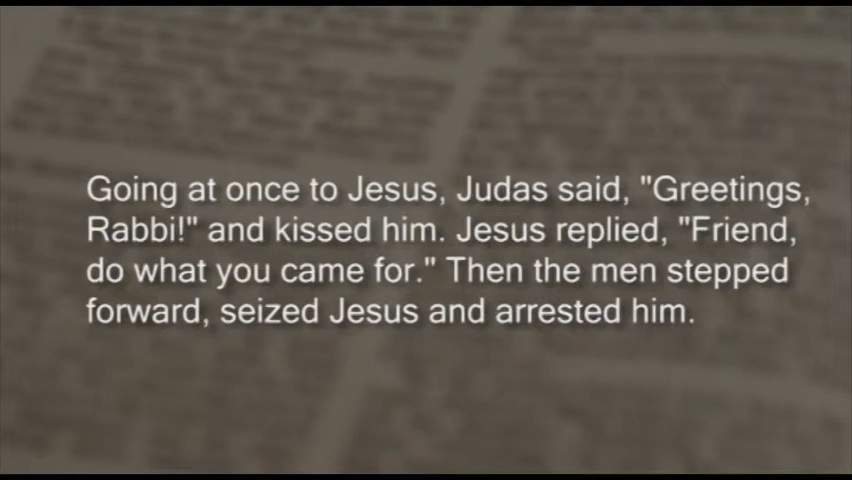 Going at once to Jesus, Judas said, "Greetings,
Rabbi!" and kissed him. Jesus replied, "Friend,
do what you came for." Then the men stepped
forward, seized Jesus and arrested him.